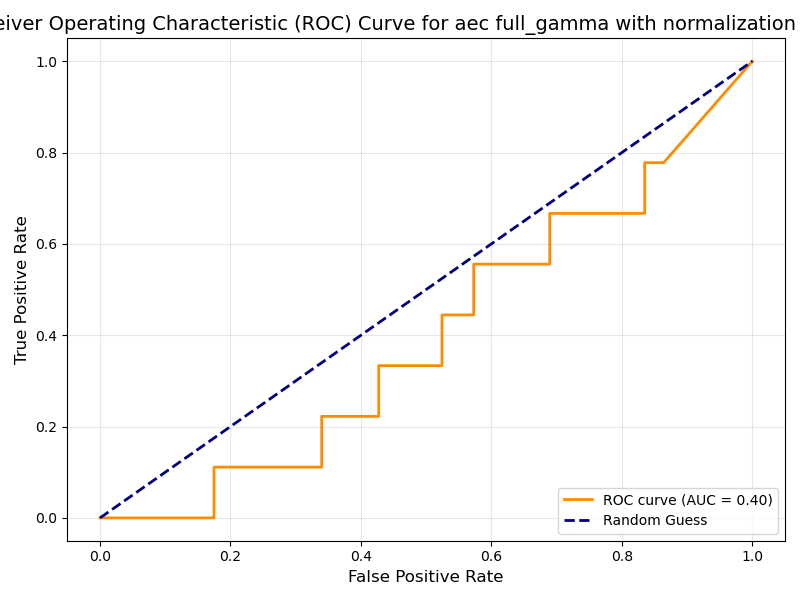 eiver Operating Characteristic (ROC) Curve for aec full_gamma with normalization
1.0
0.8
0.6
0.4
0.2
0.0
True Positive Rate
0.0 0.2 0.4 0.6 0.8 1.0
False Positive Rate
ROC curve (AUC = 0.40)
Random Guess